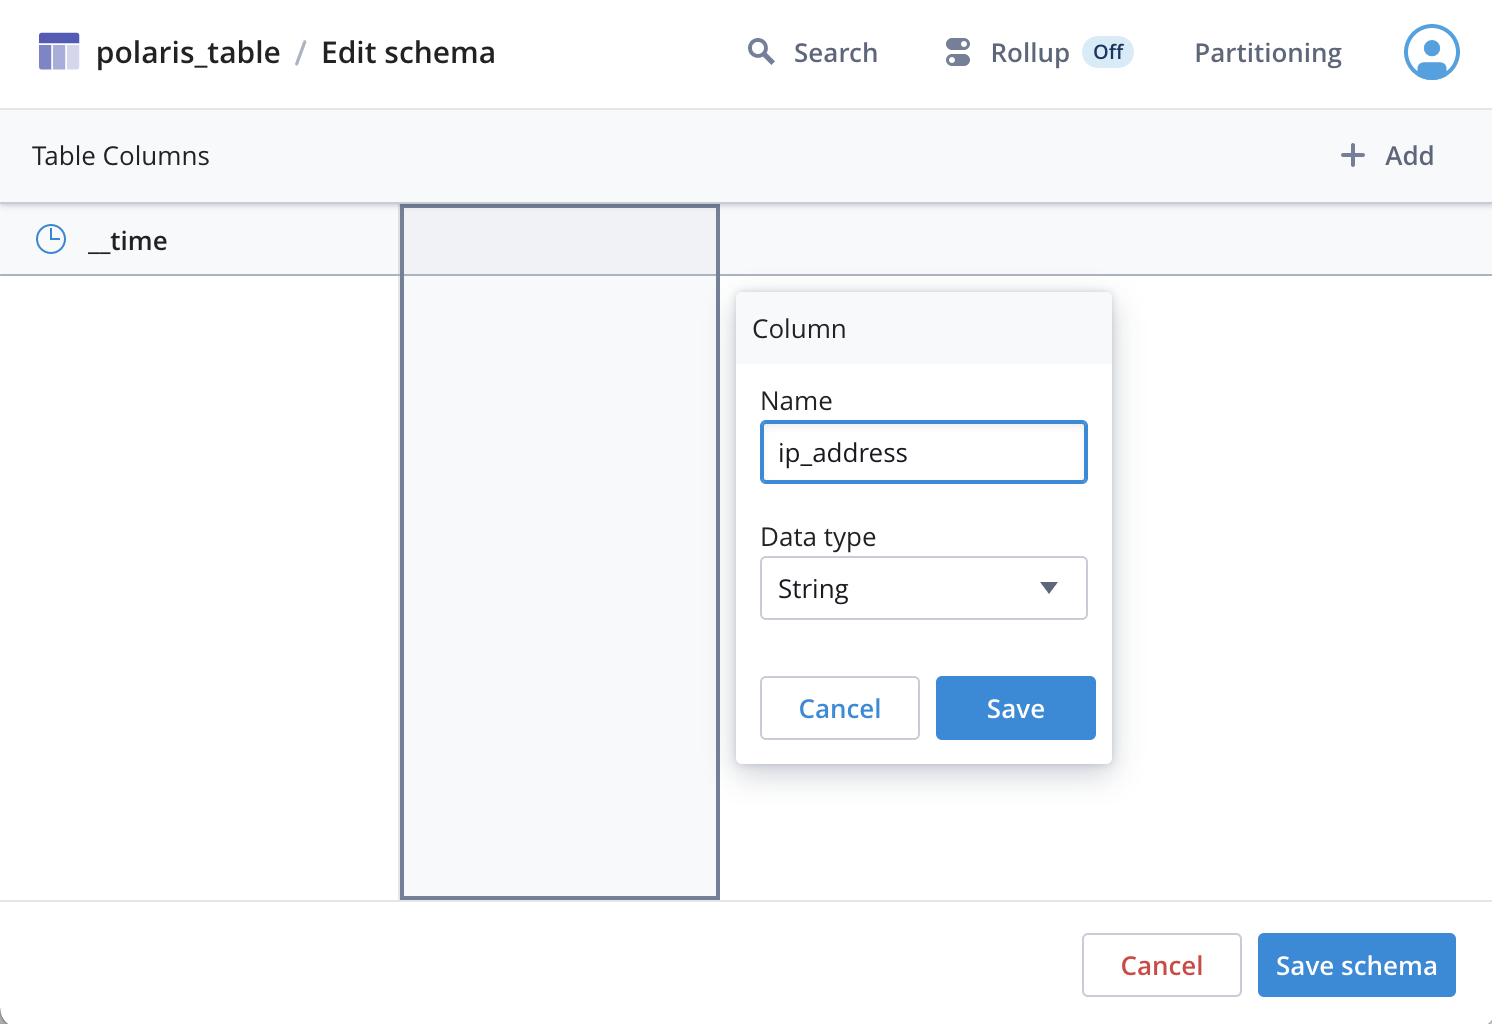 polaris_table / Edit schema
Search
Rollup Off
Partitioning
Table Columns
Add
__time
Column
Name
ip_address
Data type
String
Cancel
Save
Cancel
Save schema